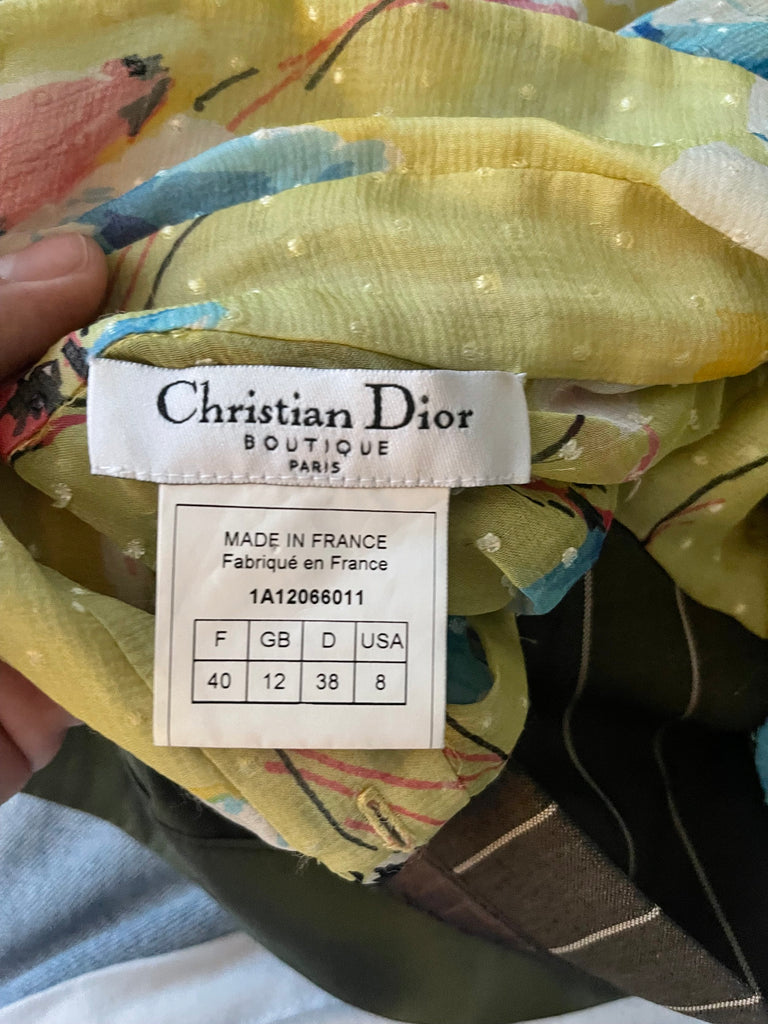 Christian Dior
BOUTIQUE
PARIS
MADE IN FRANCE
Fabriqué en France
1A12066011
F GB D USA
40 12 38 8